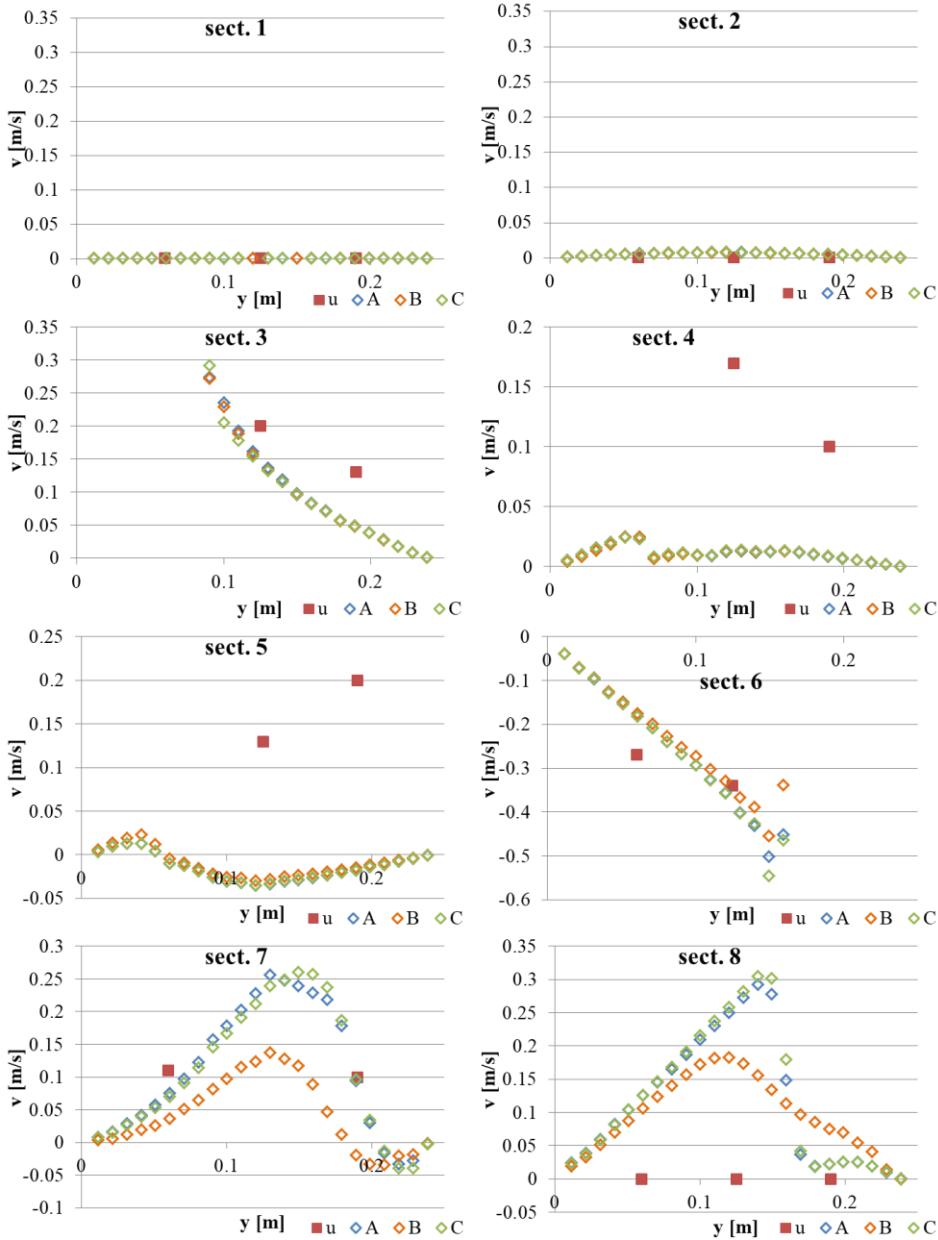 sect. 1
v [m/s]
0.35
0.3
0.25
0.2
0.15
0.1
0.05
0
0 0.1 0.2
y [m] u A B C
sect. 2
v [m/s]
0.35
0.3
0.25
0.2
0.15
0.1
0.05
0
0 0.1 0.2
y [m] u A B C
sect. 3
v [m/s]
0.35
0.3
0.25
0.2
0.15
0.1
0.05
0
0.1 0.2
y [m] u A B C
sect. 4
v [m/s]
0.2
0.15
0.1
0.05
0
0 0.1 0.2
y [m] u A B C
sect. 5
v [m/s]
0.25
0.2
0.15
0.1
0.05
0
-0.05
0 0.1 0.2
y [m] u A B C
sect. 6
v [m/s]
0
-0.1
-0.2
-0.3
-0.4
-0.5
-0.6
0 0.1 0.2
y [m] u A B C
sect. 7
v [m/s]
0.3
0.25
0.2
0.15
0.1
0.05
0
-0.05
-0.1
0 0.1 0.2
y [m] u A B C
sect. 8
v [m/s]
0.35
0.3
0.25
0.2
0.15
0.1
0.05
0
-0.05
0 0.1 0.2
y [m] u A B C